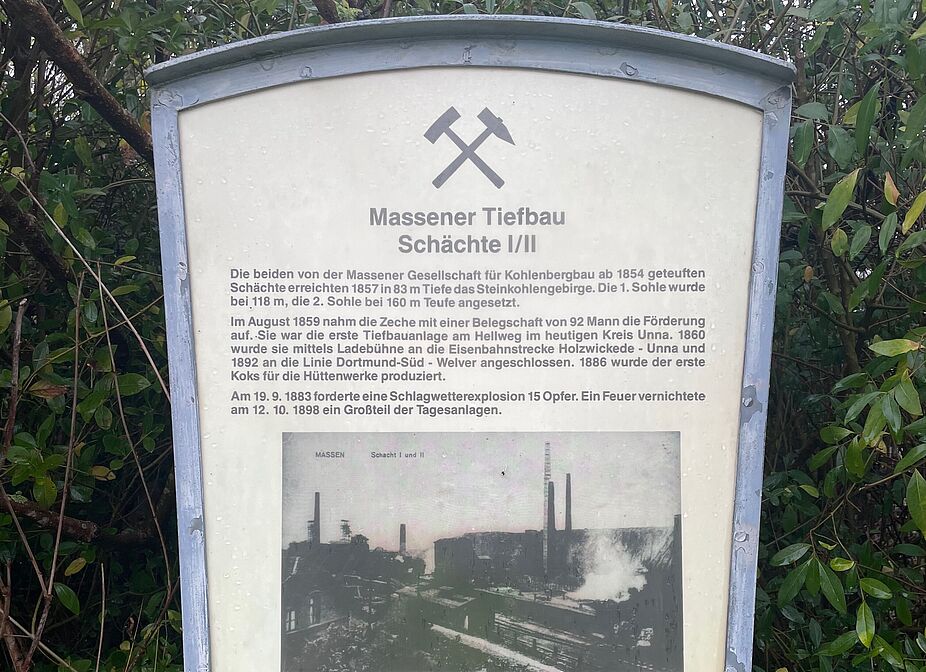 Massener Tiefbau
Schächte I/II
Die beiden von der Massener Gesellschaft für Kohlenbergbau ab 1854 geteuften
Schächte erreichten 1857 in 83 m Tiefe das Steinkohlengebirge. Die 1. Sohle wurde
bei 118 m, die 2. Sohle bei 160 m Teufe angesetzt.
Im August 1859 nahm die Zeche mit einer Belegschaft von 92 Mann die Förderung
auf. Sie war die erste Tiefbauanlage am Hellweg im heutigen Kreis Unna. 1860
wurde sie mittels Ladebühne an die Eisenbahnstrecke Holzwickede - Unna und
1892 an die Linie Dortmund-Süd - Welver angeschlossen. 1886 wurde der erste
Koks für die Hüttenwerke produziert.
Am 19. 9. 1883 forderte eine Schlagwetterexplosion 15 Opfer. Ein Feuer vernichtete
am 12. 10. 1898 ein Großteil der Tagesanlagen.
MASSEN Schacht I und II